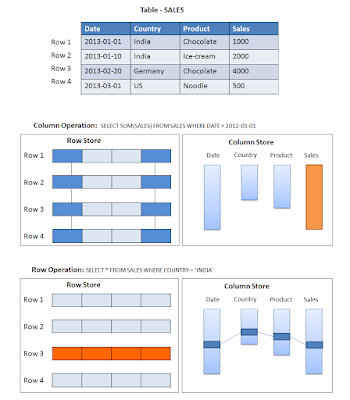 Table - SALES
Date Country Product Sales
Row 1 2013-01-01 India Chocolate 1000
Row 2 2013-01-10 India Ice-cream 2000
Row 3 2013-02-20 Germany Chocolate 4000
Row 4 2013-03-01 US Noodle 500
Column Operation: SELECT SUM(SALES) FROM SALES WHERE DATE > 2012-01-01
Row Store
Row 1
Row 2
Row 3
Row 4
Column Store
Date Country Product Sales
Row Operation: SELECT * FROM SALES WHERE COUNTRY = 'INDIA'
Row Store
Row 1
Row 2
Row 3
Row 4
Column Store
Date Country Product Sales